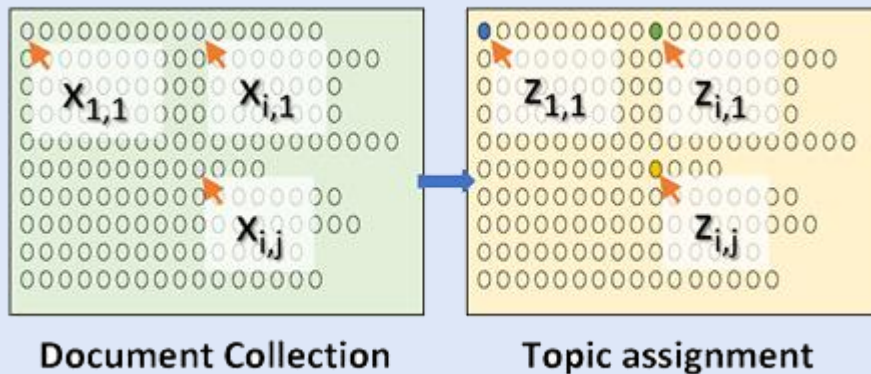 x1,1
xi,1
xi,j
z1,1
zi,1
zi,j
Document Collection
Topic assignment